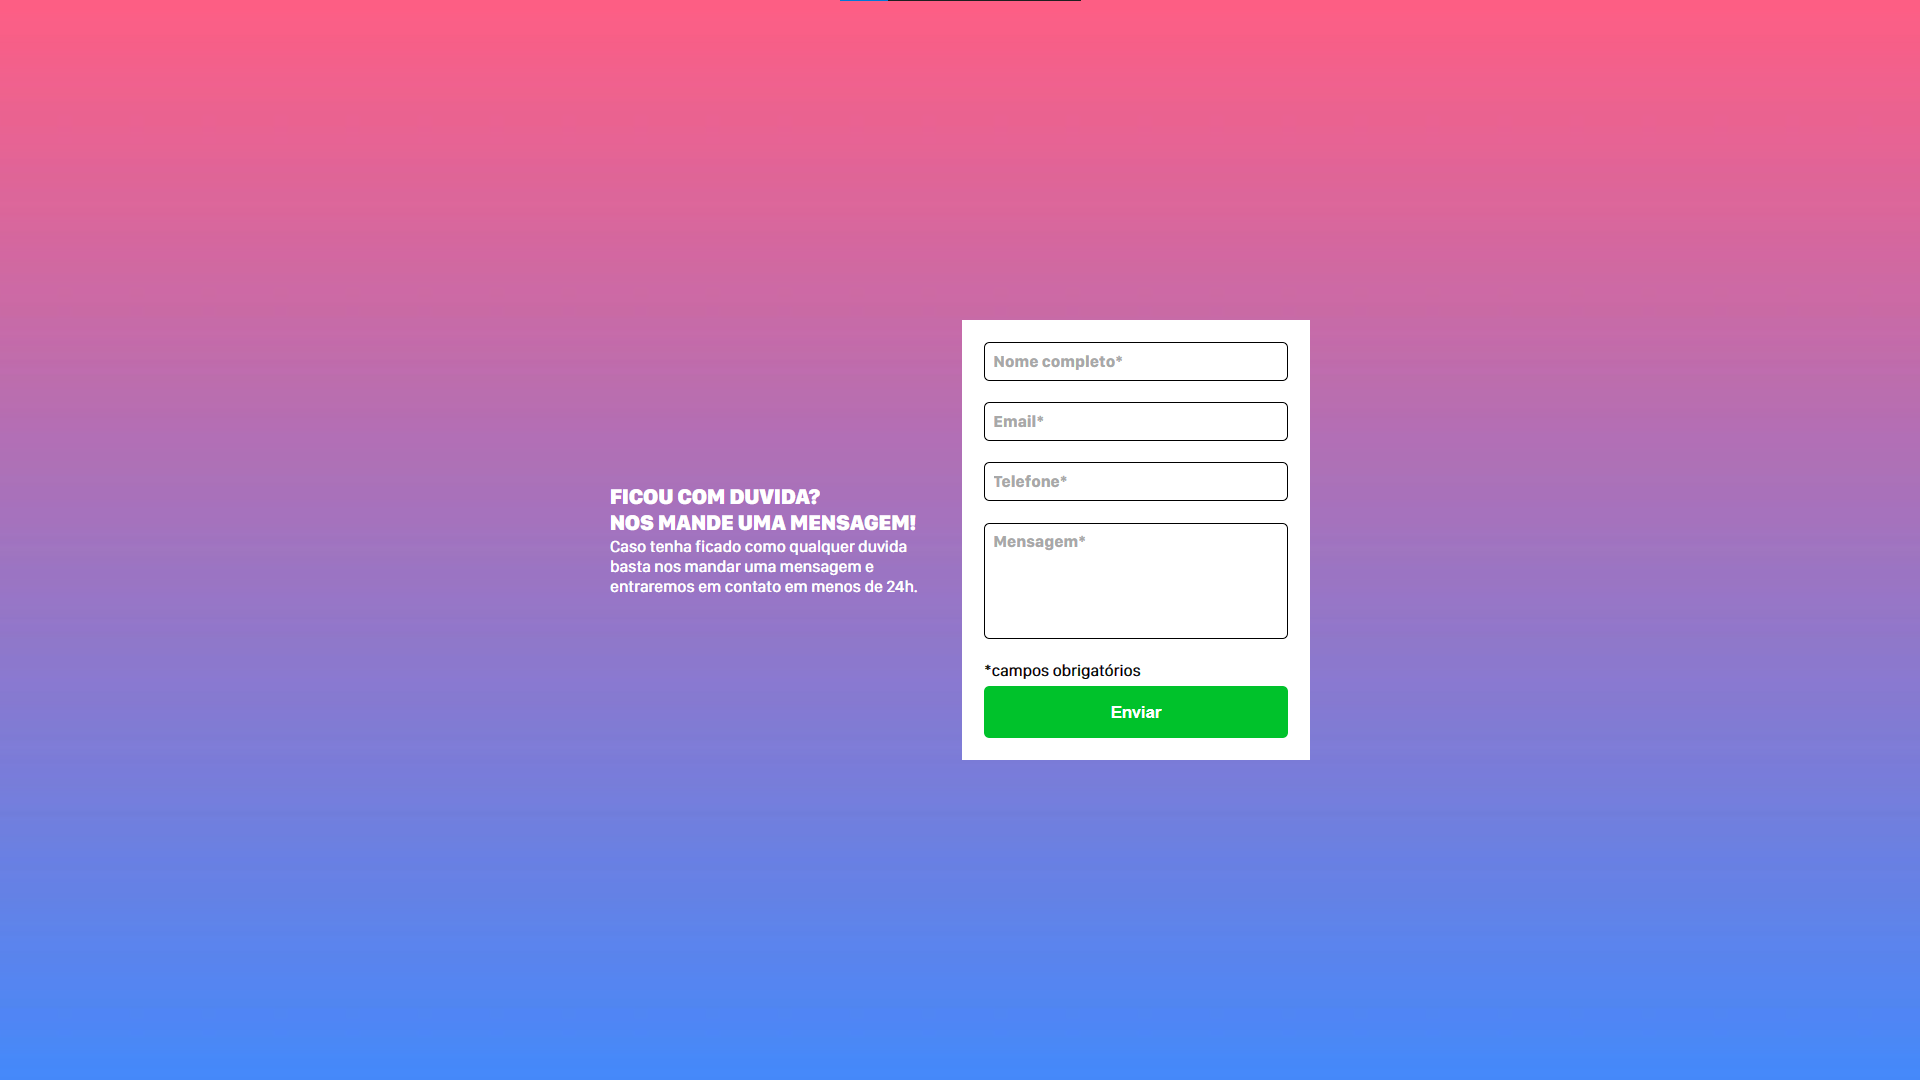 FICOU COM DUVIDA?
NOS MANDE UMA MENSAGEM!
Caso tenha ficado como qualquer duvida
basta nos mandar uma mensagem e
entraremos em contato em menos de 24h.
Nome completo*
Email*
Telefone*
Mensagem*
*campos obrigatórios
Enviar